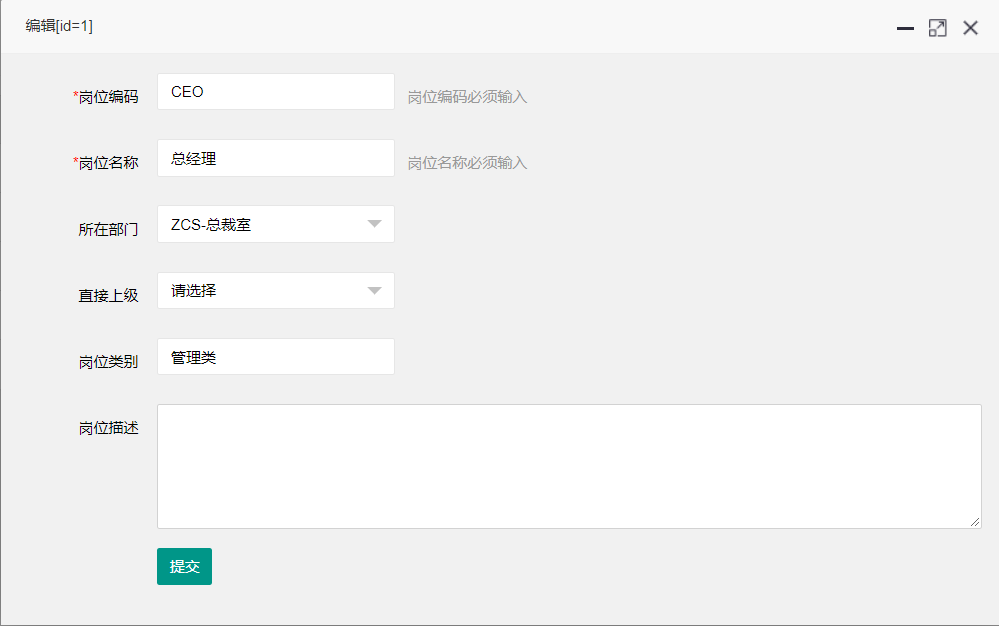 编辑[id=1]
*岗位编码 CEO 岗位编码必须输入
*岗位名称 总经理 岗位名称必须输入
所在部门 ZCS-总裁室
直接上级 请选择
岗位类别 管理类
岗位描述
提交